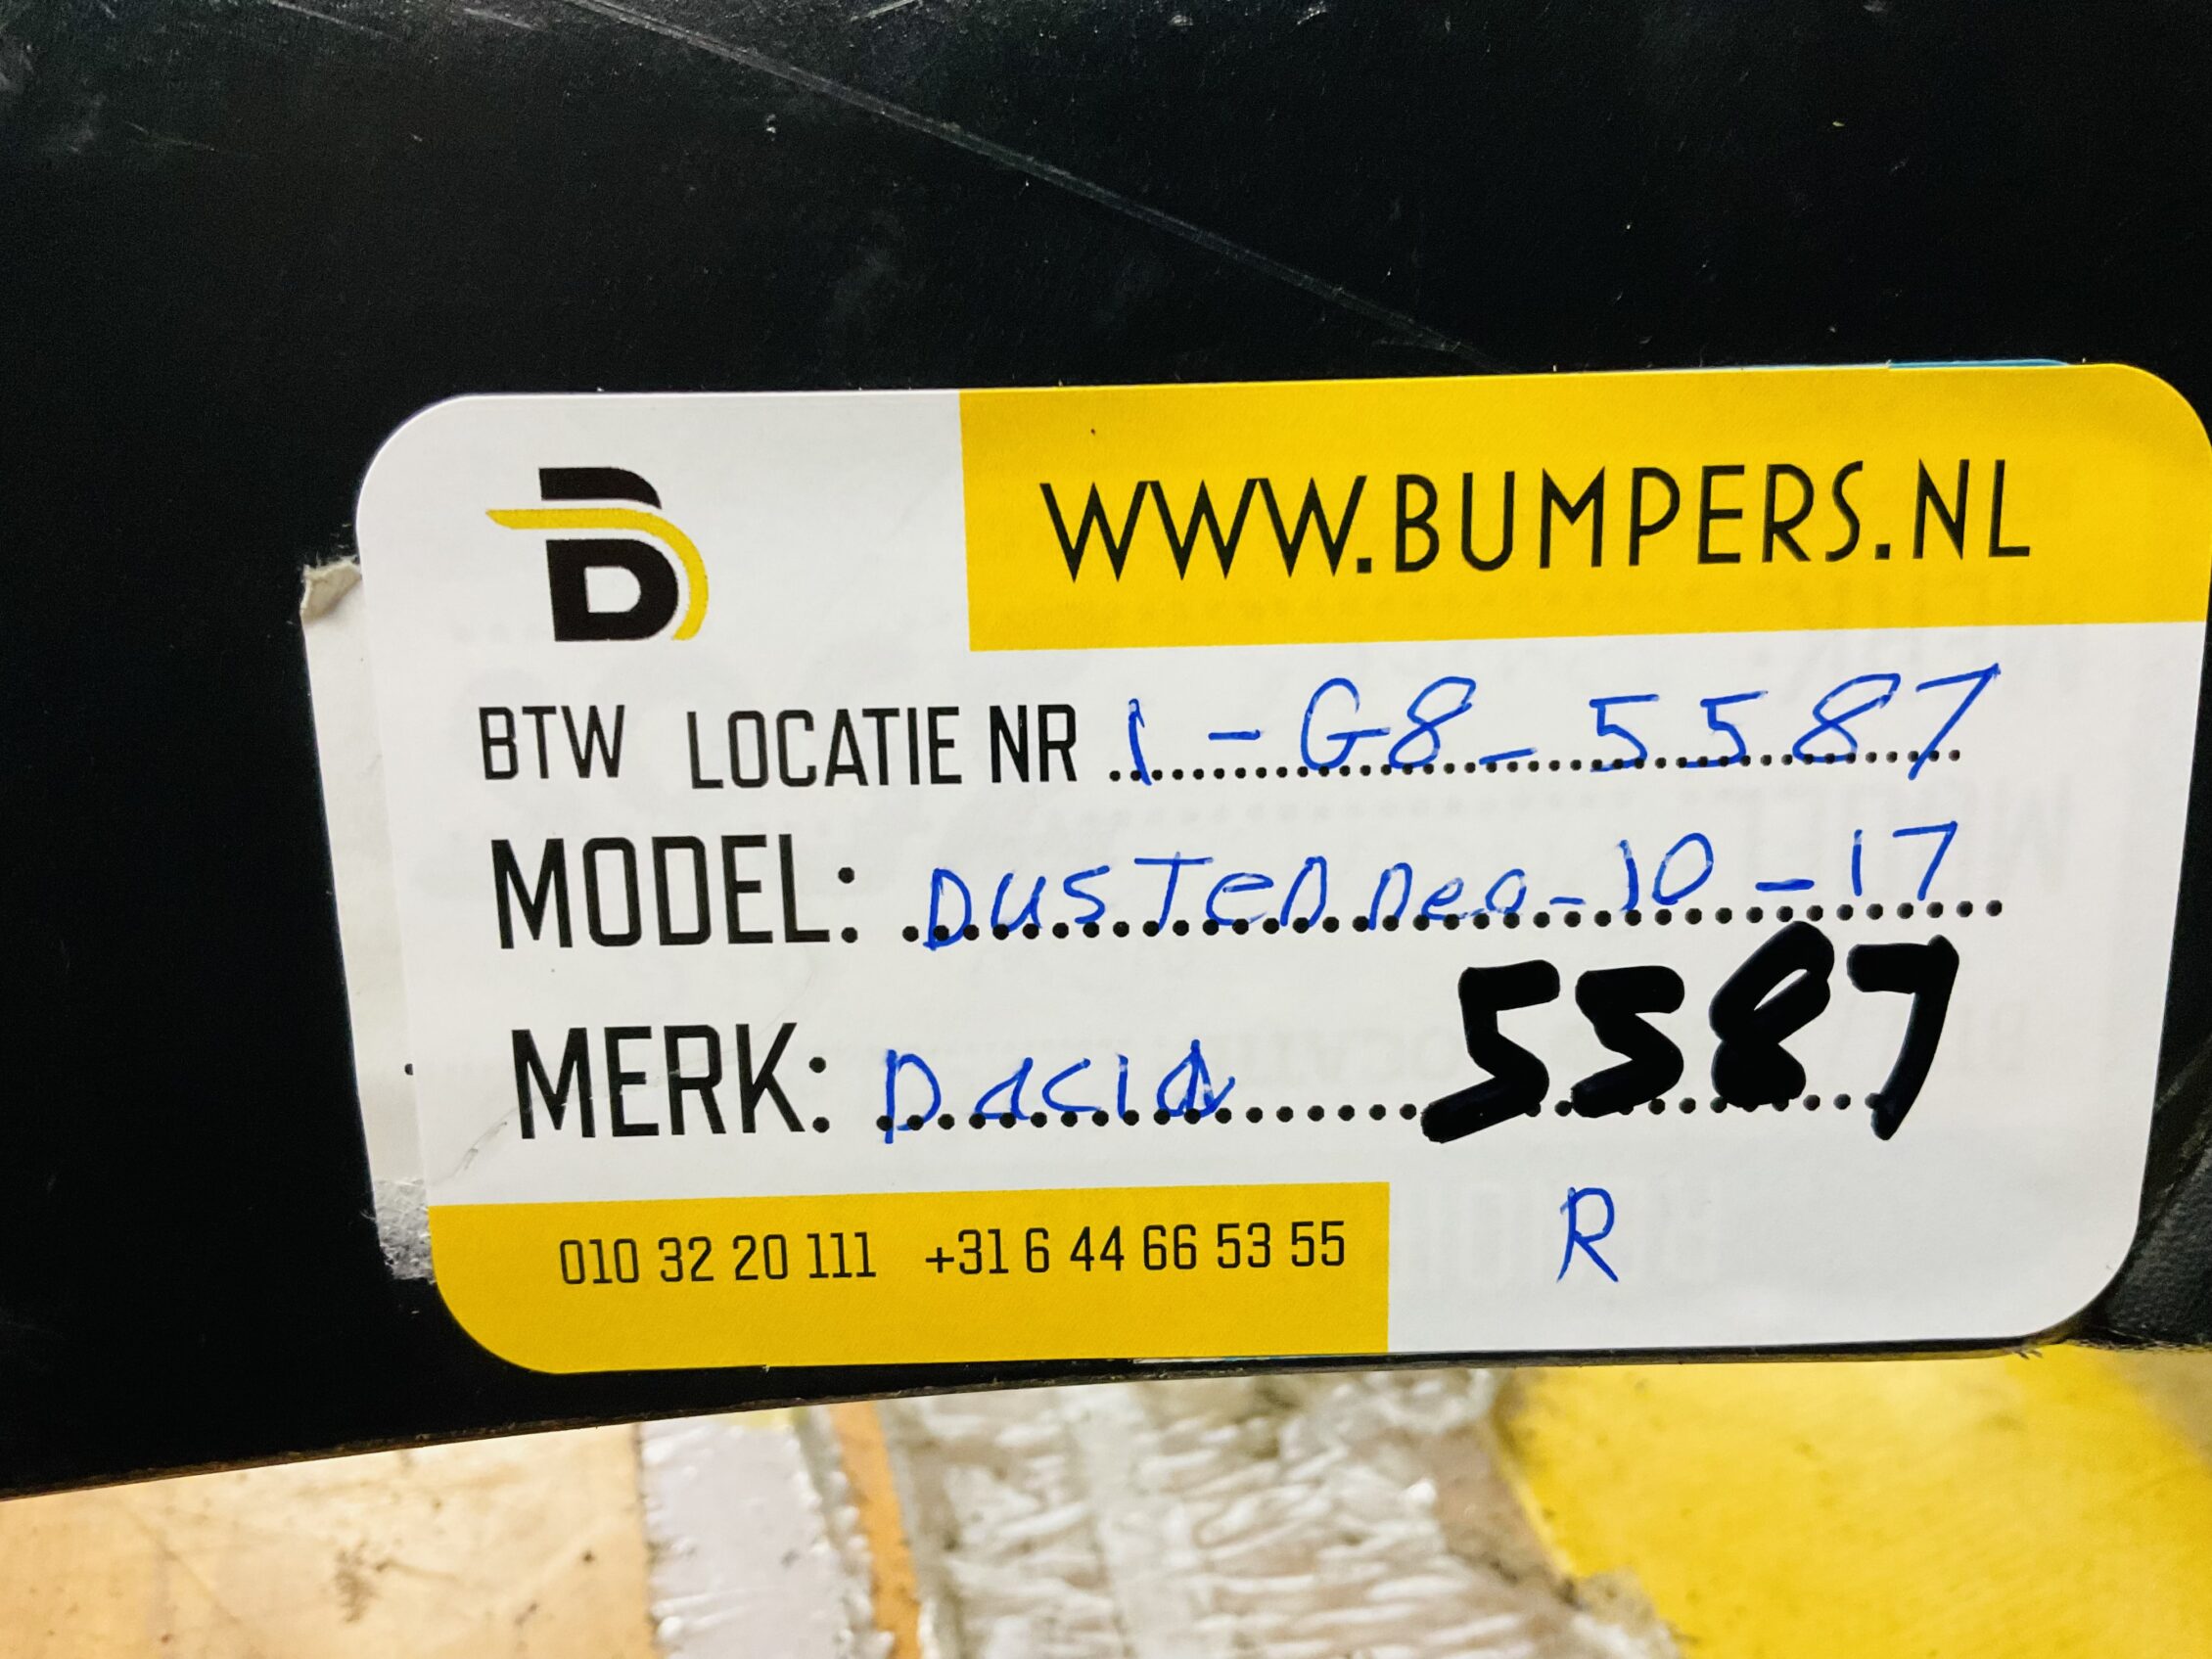 WWW.BUMPERS.NL
BTW LOCATIE NR 1-G8-5587
MODEL: DUSTER 10-17
MERK: DACIA 5587
010 32 20 111 +31 6 44 66 53 55
R